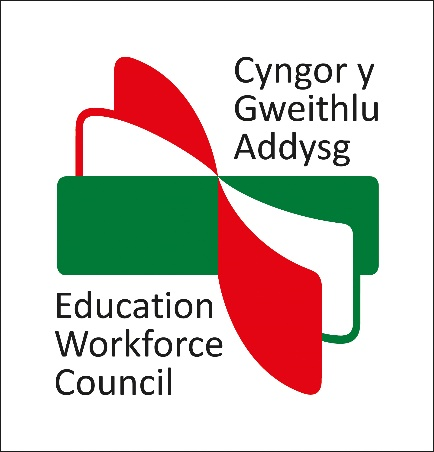 Cyngor y
Gweithlu
Addysg
Education
Workforce
Council